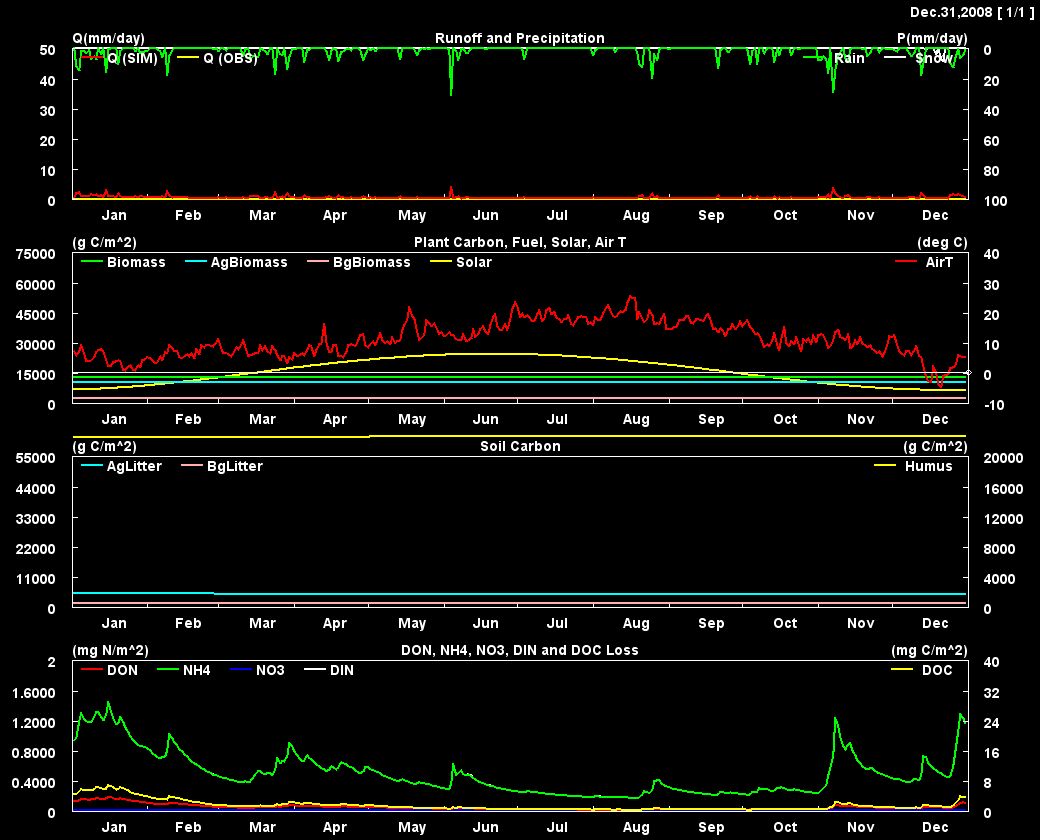 Dec.31,2008 [ 1/1 ]
Q(mm/day) Runoff and Precipitation P(mm/day)
50 Q (SIM) Q (OBS) Rain Snow 0
40 20
30 40
20 60
10 80
0 100
Jan Feb Mar Apr May Jun Jul Aug Sep Oct Nov Dec
(g C/m^2) Plant Carbon, Fuel, Solar, Air T (deg C)
75000 40
Biomass AgBiomass BgBiomass Solar AirT
60000 30
45000 20
30000 10
15000 0
0 -10
Jan Feb Mar Apr May Jun Jul Aug Sep Oct Nov Dec
(g C/m^2) Soil Carbon (g C/m^2)
55000 20000
AgLitter BgLitter Humus
44000 16000
33000 12000
22000 8000
11000 4000
0 0
Jan Feb Mar Apr May Jun Jul Aug Sep Oct Nov Dec
(mg N/m^2) DON, NH4, NO3, DIN and DOC Loss (mg C/m^2)
2 40
DON NH4 NO3 DIN DOC
1.6000 32
1.2000 24
0.8000 16
0.4000 8
0 0
Jan Feb Mar Apr May Jun Jul Aug Sep Oct Nov Dec